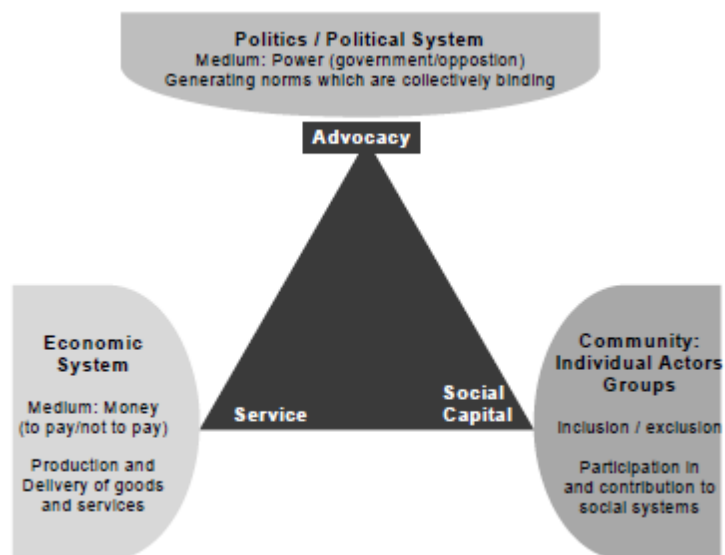 Politics / Political System
Medium: Power (government/oppostion)
Generating norms which are collectively binding
Advocacy
Economic
System
Medium: Money
(to pay/not to pay)
Production and
Delivery of goods
and services
Service
Social
Capital
Community:
Individual Actors
Groups
Inclusion / exclusion
Participation in
and contribution to
social systems